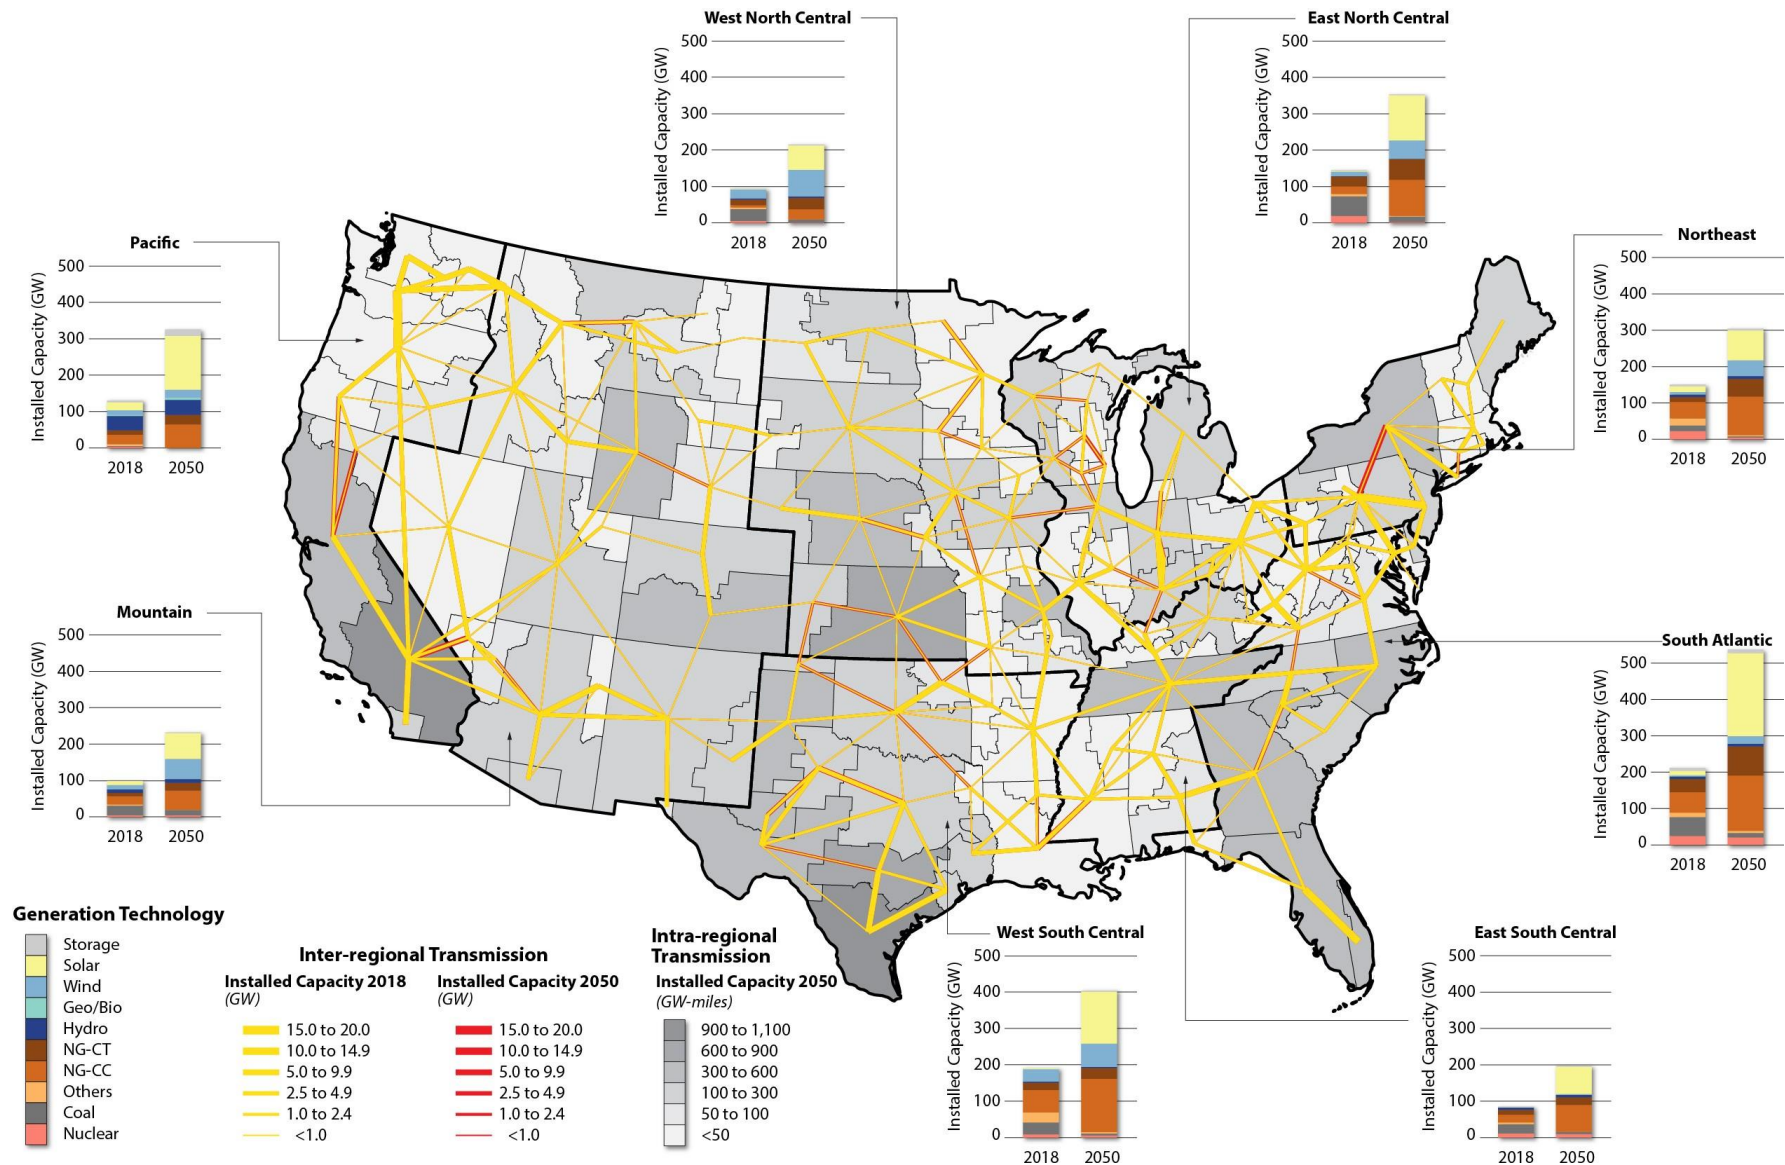 West North Central
500
400
300
200
100
0
Installed Capacity (GW)
2018 2050
East North Central
500
400
300
200
100
0
Installed Capacity (GW)
2018 2050
Pacific
500
400
300
200
100
0
Installed Capacity (GW)
2018 2050
Northeast
500
400
300
200
100
0
Installed Capacity (GW)
2018 2050
Mountain
500
400
300
200
100
0
Installed Capacity (GW)
2018 2050
South Atlantic
500
400
300
200
100
0
Installed Capacity (GW)
2018 2050
West South Central
500
400
300
200
100
0
Installed Capacity (GW)
2018 2050
East South Central
500
400
300
200
100
0
Installed Capacity (GW)
2018 2050
Generation Technology
Storage
Solar
Wind
Geo/Bio
Hydro
NG-CT
NG-CC
Others
Coal
Nuclear
Inter-regional Transmission
Installed Capacity 2018
(GW)
15.0 to 20.0
10.0 to 14.9
5.0 to 9.9
2.5 to 4.9
1.0 to 2.4
<1.0
Installed Capacity 2050
(GW)
15.0 to 20.0
10.0 to 14.9
5.0 to 9.9
2.5 to 4.9
1.0 to 2.4
<1.0
Intra-regional
Transmission
Installed Capacity 2050
(GW-miles)
900 to 1,100
600 to 900
300 to 600
100 to 300
50 to 100
<50